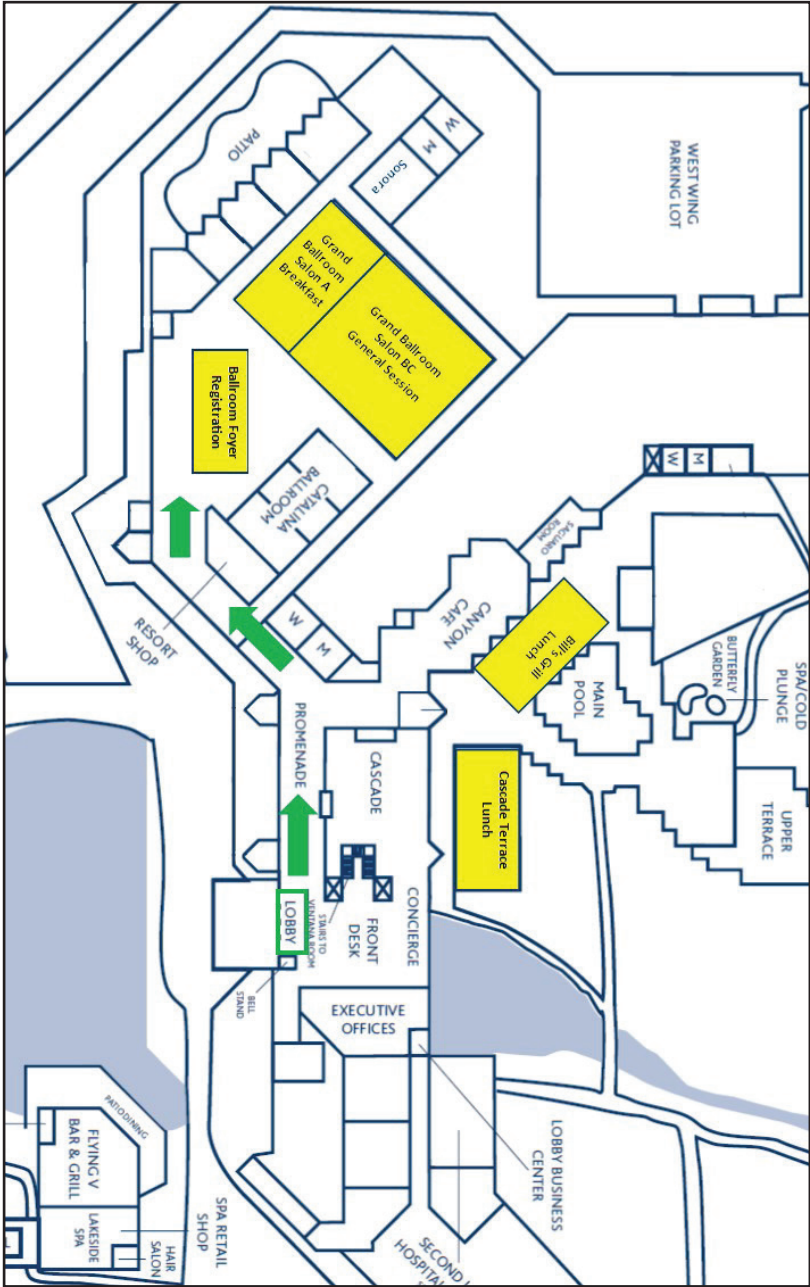 WEST WING
PARKING LOT
W
M
Sonora
PATIO
Grand
Ballroom
Salon A
Breakfast
Grand Ballroom
Salon BC
General Session
Ballroom Foyer
Registration
CATALINA
BALLROOM
RESORT
SHOP
W
M
W
M
SAGUARO
ROOM
CANYON
CAFE
Bill's Grill
Lunch
MAIN
POOL
BUTTERFLY
GARDEN
SPA/COLD
PLUNGE
UPPER
TERRACE
Cascade Terrace
Lunch
PROMENADE
CASCADE
CONCIERGE
FRONT
DESK
STAIRS TO
VENTANA ROOM
LOBBY
BELL
STAND
EXECUTIVE
OFFICES
LOBBY BUSINESS
CENTER
SECOND
HOSPITAL
PATIO DINING
FLYING V
BAR & GRILL
LAKESIDE
SPA
HAIR
SALON
SPA RETAIL
SHOP